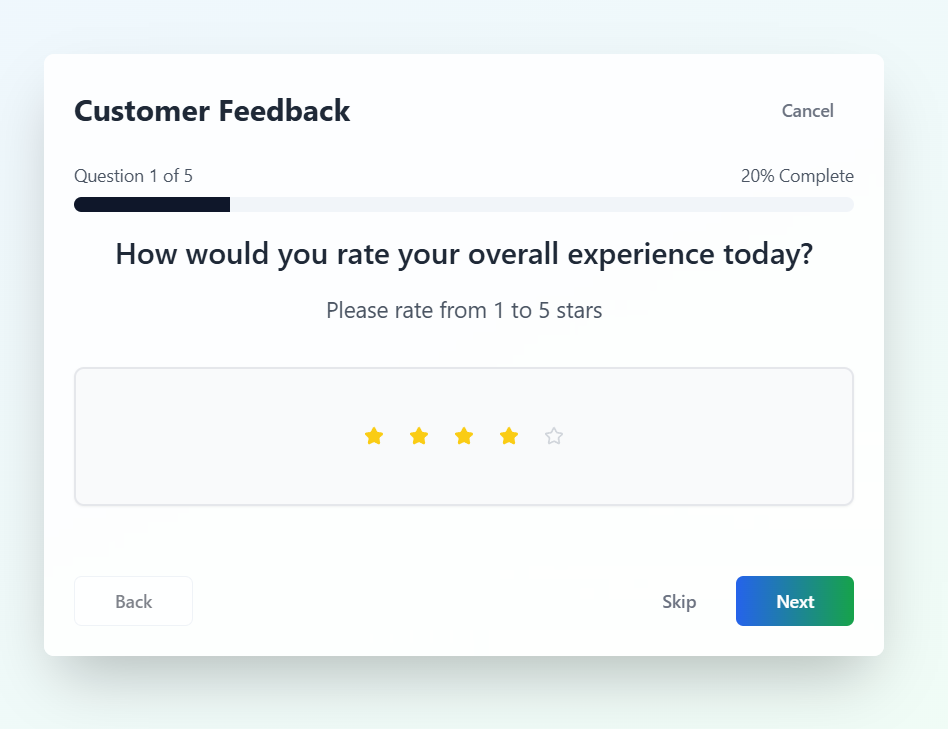 Customer Feedback
Cancel
Question 1 of 5
20% Complete
How would you rate your overall experience today?
Please rate from 1 to 5 stars
Back
Skip
Next